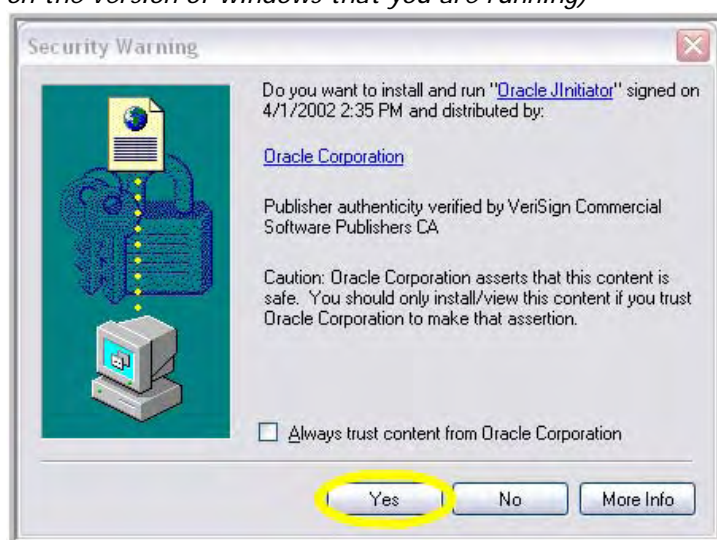 on the version of windows that you are running)
Security Warning
Do you want to install and run "Oracle JInitiator" signed on
4/1/2002 2:35 PM and distributed by:
Oracle Corporation
Publisher authenticity verified by VeriSign Commercial
Software Publishers CA
Caution: Oracle Corporation asserts that this content is
safe. You should only install/view this content if you trust
Oracle Corporation to make that assertion.
Always trust content from Oracle Corporation
Yes No More Info